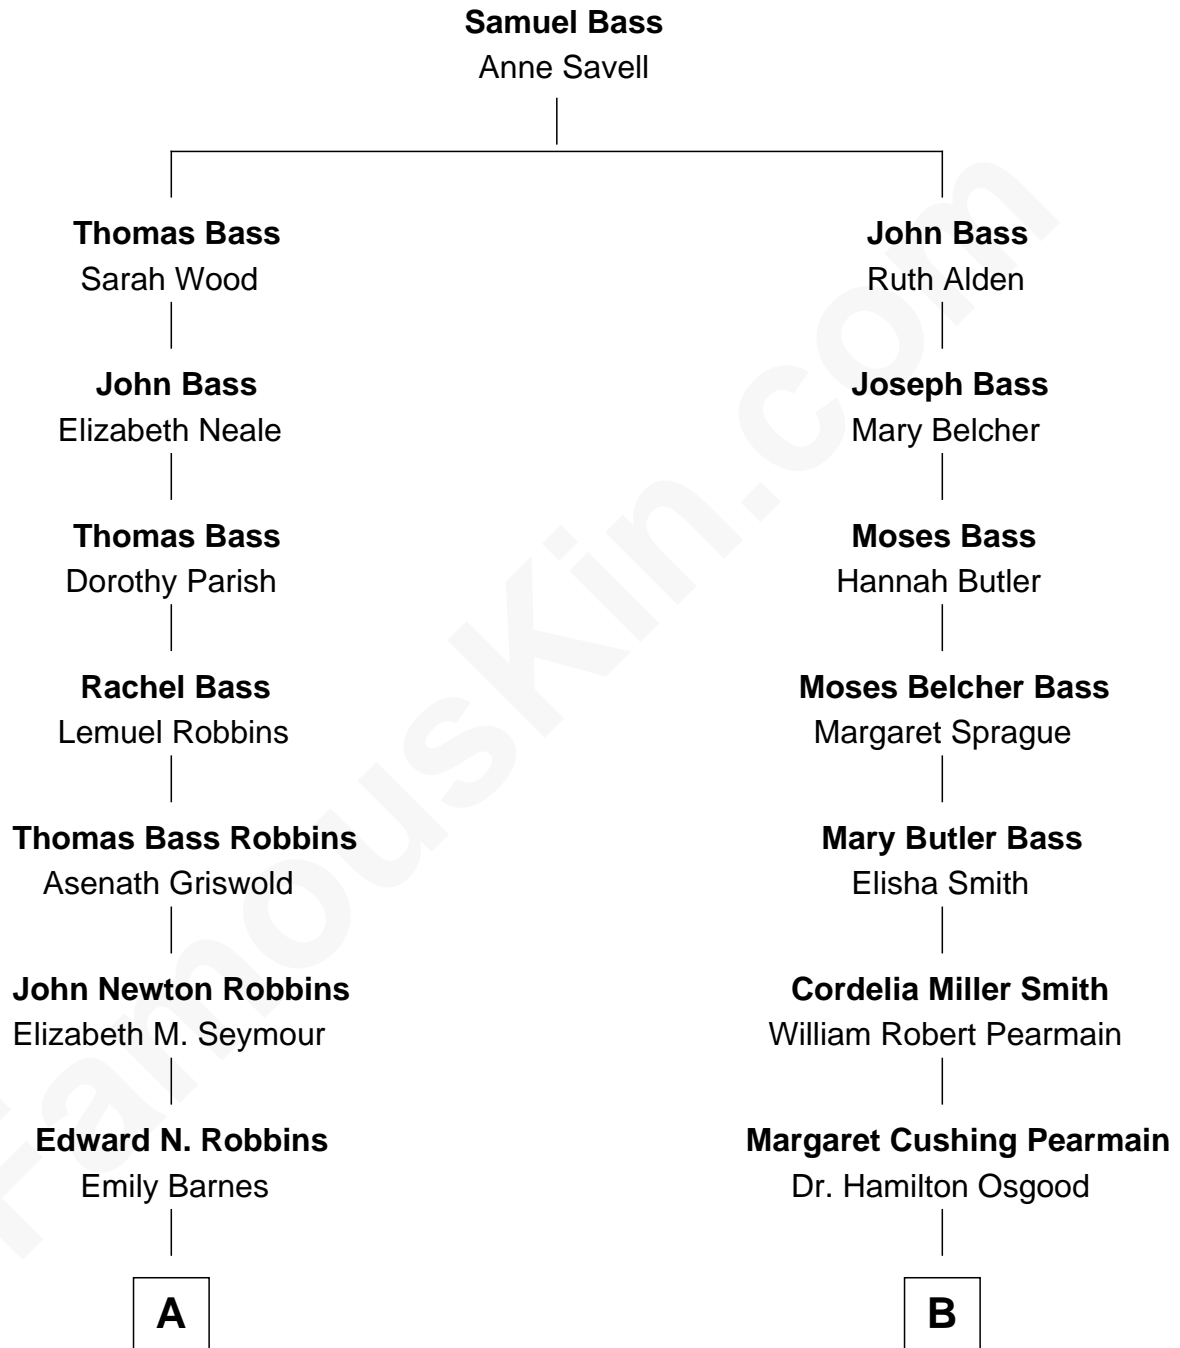 Samuel Bass
Anne Savell
Thomas Bass
Sarah Wood
John Bass
Ruth Alden
John Bass
Elizabeth Neale
Joseph Bass
Mary Belcher
Thomas Bass
Dorothy Parish
Moses Bass
Hannah Butler
Rachel Bass
Lemuel Robbins
Moses Belcher Bass
Margaret Sprague
Thomas Bass Robbins
Asenath Griswold
Mary Butler Bass
Elisha Smith
John Newton Robbins
Elizabeth M. Seymour
Cordelia Miller Smith
William Robert Pearmain
Edward N. Robbins
Emily Barnes
Margaret Cushing Pearmain
Dr. Hamilton Osgood
A
B
FamousKin.com